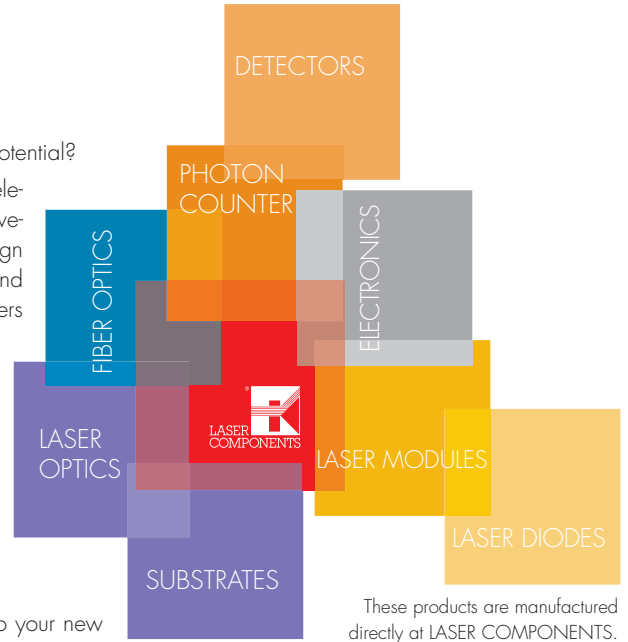 DETECTORS
otential?
ele-
ve-
ign
nd
ers
PHOTON
COUNTER
FIBER OPTICS
ELECTRONICS
LASER
COMPONENTS
®
LASER
OPTICS
LASER MODULES
LASER DIODES
SUBSTRATES
o your new
These products are manufactured
directly at LASER COMPONENTS.